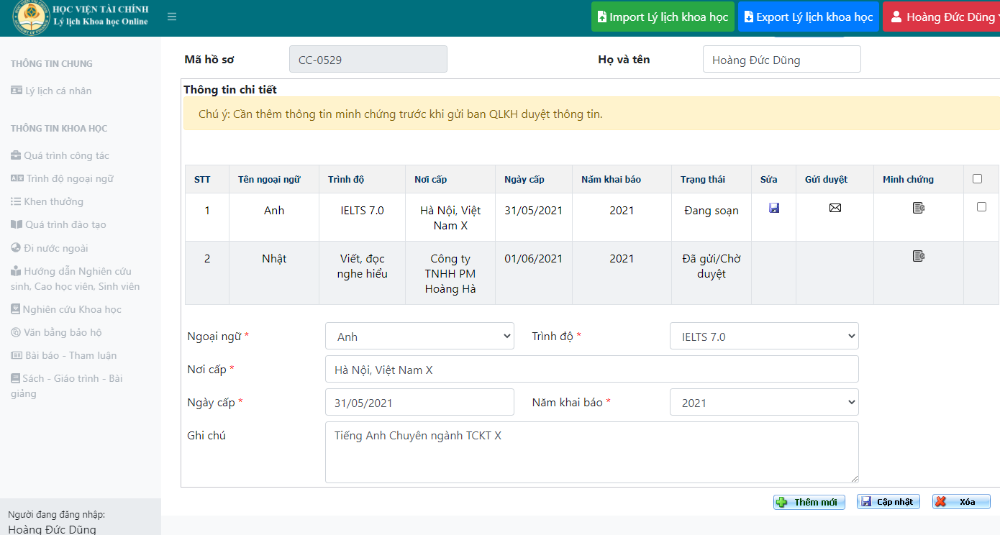 HỌC VIỆN TÀI CHÍNH
Lý lịch Khoa học Online
Import Lý lịch khoa học
Export Lý lịch khoa học
Hoàng Đức Dũng
THÔNG TIN CHUNG
Lý lịch cá nhân
THÔNG TIN KHOA HỌC
Quá trình công tác
Trình độ ngoại ngữ
Khen thưởng
Quá trình đào tạo
Đi nước ngoài
Hướng dẫn Nghiên cứu
sinh, Cao học viên, Sinh viên
Nghiên cứu Khoa học
Văn bằng bảo hộ
Bài báo - Tham luận
Sách - Giáo trình - Bài
giảng
Người đang đăng nhập:
Hoàng Đức Dũng
Mã hồ sơ CC-0529 Họ và tên Hoàng Đức Dũng
Thông tin chi tiết
Chú ý: Cần thêm thông tin minh chứng trước khi gửi ban QLKH duyệt thông tin.
STT Tên ngoại ngữ Trình độ Nơi cấp Ngày cấp Năm khai báo Trạng thái Sửa Gửi duyệt Minh chứng
1 Anh IELTS 7.0 Hà Nội, Việt 31/05/2021 2021 Đang soạn
Nam X
2 Nhật Viết, đọc Công ty 01/06/2021 2021 Đã gửi/Chờ
nghe hiểu TNHH PM duyệt
Hoàng Hà
Ngoại ngữ * Anh Trình độ * IELTS 7.0
Nơi cấp * Hà Nội, Việt Nam X
Ngày cấp * 31/05/2021 Năm khai báo * 2021
Ghi chú Tiếng Anh Chuyên ngành TCKT X
Thêm mới Cập nhật Xóa